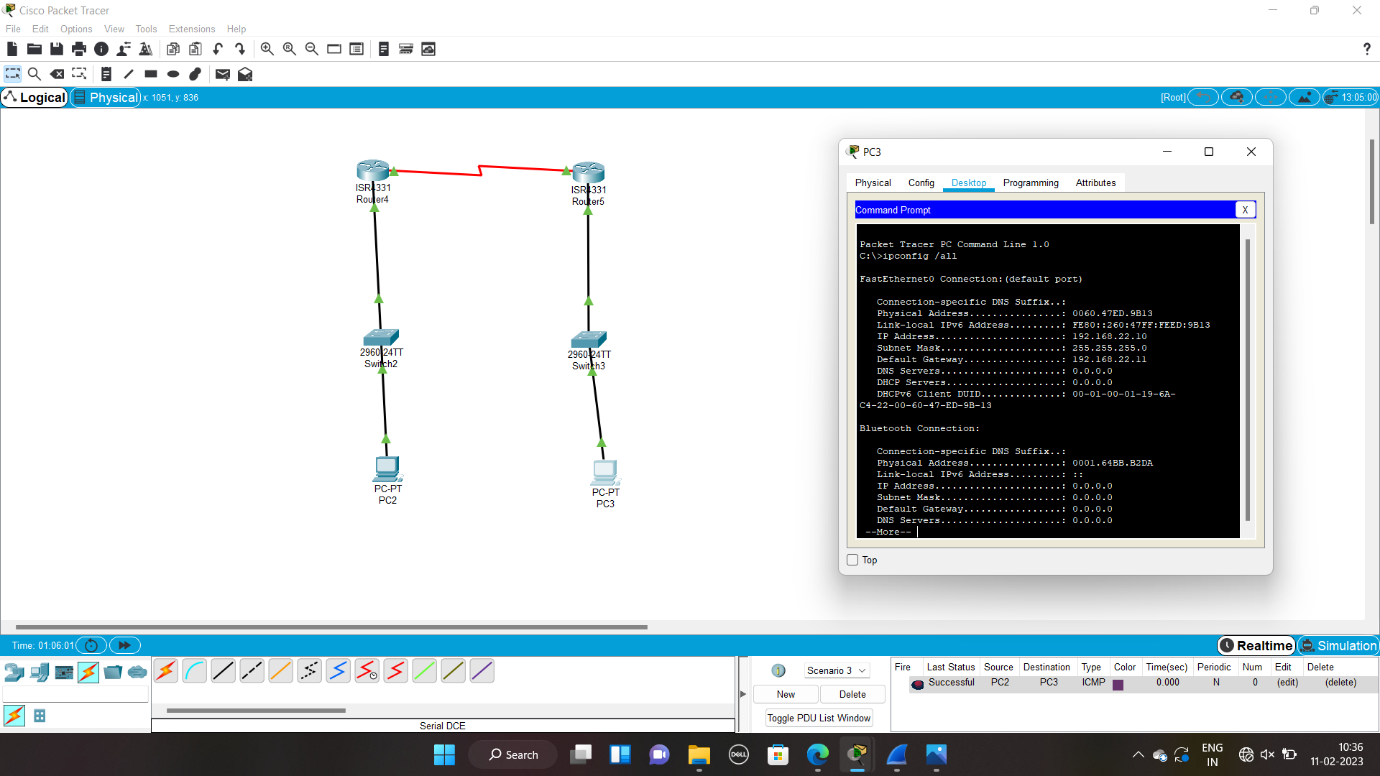 Cisco Packet Tracer
File Edit Options View Tools Extensions Help
?
Logical Physical x: 1051, y: 836 [Root] 13:05:00
ISR4331
Router4
ISR4331
Router5
2960-24TT
Switch2
2960-24TT
Switch3
PC-PT
PC2
PC-PT
PC3
PC3
Physical Config Desktop Programming Attributes
Command Prompt X
Packet Tracer PC Command Line 1.0
C:\>ipconfig /all
FastEthernet0 Connection:(default port)
Connection-specific DNS Suffix..:
Physical Address................: 0060.47ED.9B13
Link-local IPv6 Address.........: FE80::260:47FF:FEED:9B13
IP Address......................: 192.168.22.10
Subnet Mask.....................: 255.255.255.0
Default Gateway.................: 192.168.22.11
DNS Servers.....................: 0.0.0.0
DHCP Servers....................: 0.0.0.0
DHCPv6 Client DUID..............: 00-01-00-01-19-6A-
C4-22-00-60-47-ED-9B-13
Bluetooth Connection:
Connection-specific DNS Suffix..:
Physical Address................: 0001.64BB.B2DA
Link-local IPv6 Address.........: ::
IP Address......................: 0.0.0.0
Subnet Mask.....................: 0.0.0.0
Default Gateway.................: 0.0.0.0
DNS Servers.....................: 0.0.0.0
--More--
Top
Time: 01:06:01 Realtime Simulation
Scenario 3
New Delete
Toggle PDU List Window
Fire Last Status Source Destination Type Color Time(sec) Periodic Num Edit Delete
Successful PC2 PC3 ICMP 0.000 N 0 (edit) (delete)
Serial DCE
Search
DELL
ENG
IN
10:36
11-02-2023